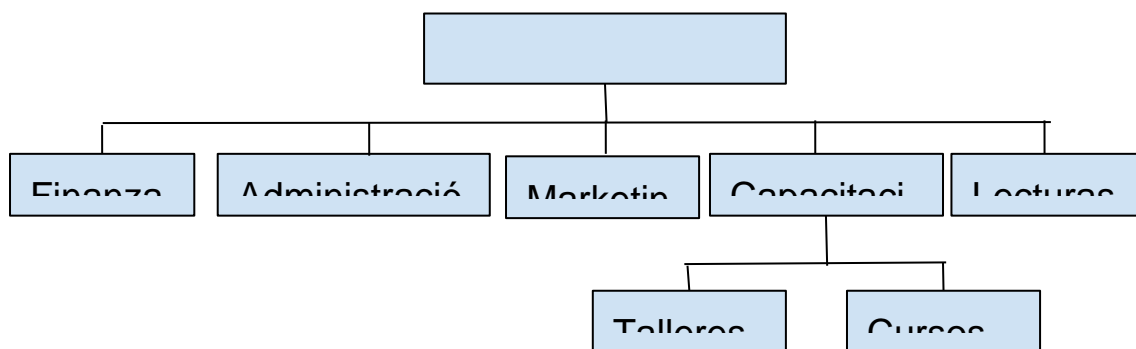 Finanza
Administració
Marketin
Capacitaci
Lecturas
Talleres
Cursos